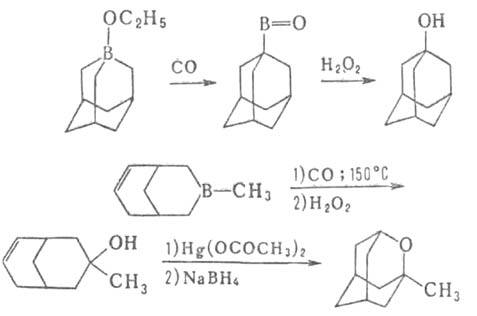 OC₂H₅
B
CO
B=O
H₂O₂
OH
B—CH₃
1)CO ; 150°C
2)H₂O₂
OH
CH₃
1)Hg(OCOCH₃)₂
2)NaBH₄
O
CH₃